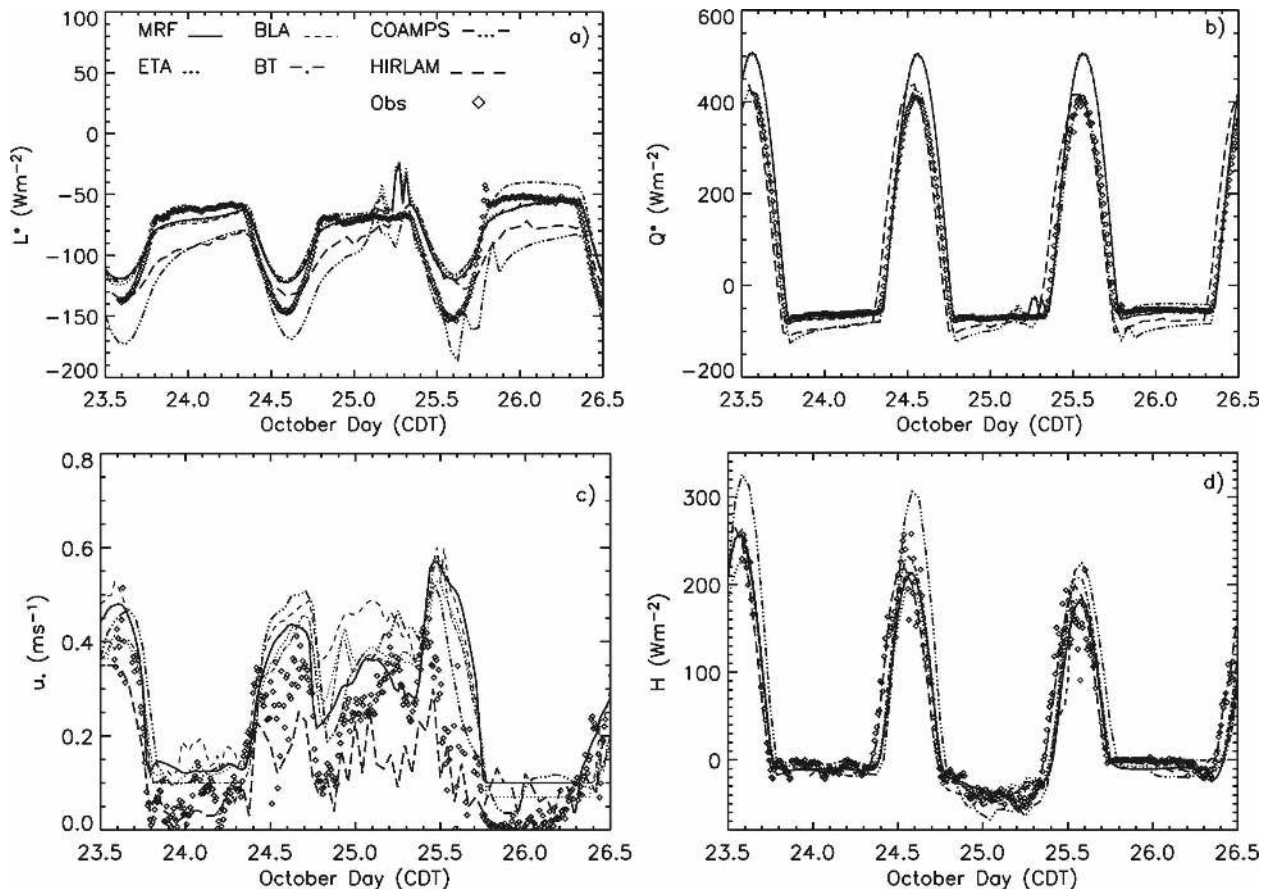 MRF BLA COAMPS a)
ETA BT HIRLAM
Obs
100
50
0
−50
−100
−150
−200
L* (Wm−2)
23.5 24.0 24.5 25.0 25.5 26.0 26.5
October Day (CDT)
b)
600
400
200
0
−200
Q* (Wm−2)
23.5 24.0 24.5 25.0 25.5 26.0 26.5
October Day (CDT)
c)
0.8
0.6
0.4
0.2
0.0
u* (ms−1)
23.5 24.0 24.5 25.0 25.5 26.0 26.5
October Day (CDT)
d)
300
200
100
0
H (Wm−2)
23.5 24.0 24.5 25.0 25.5 26.0 26.5
October Day (CDT)